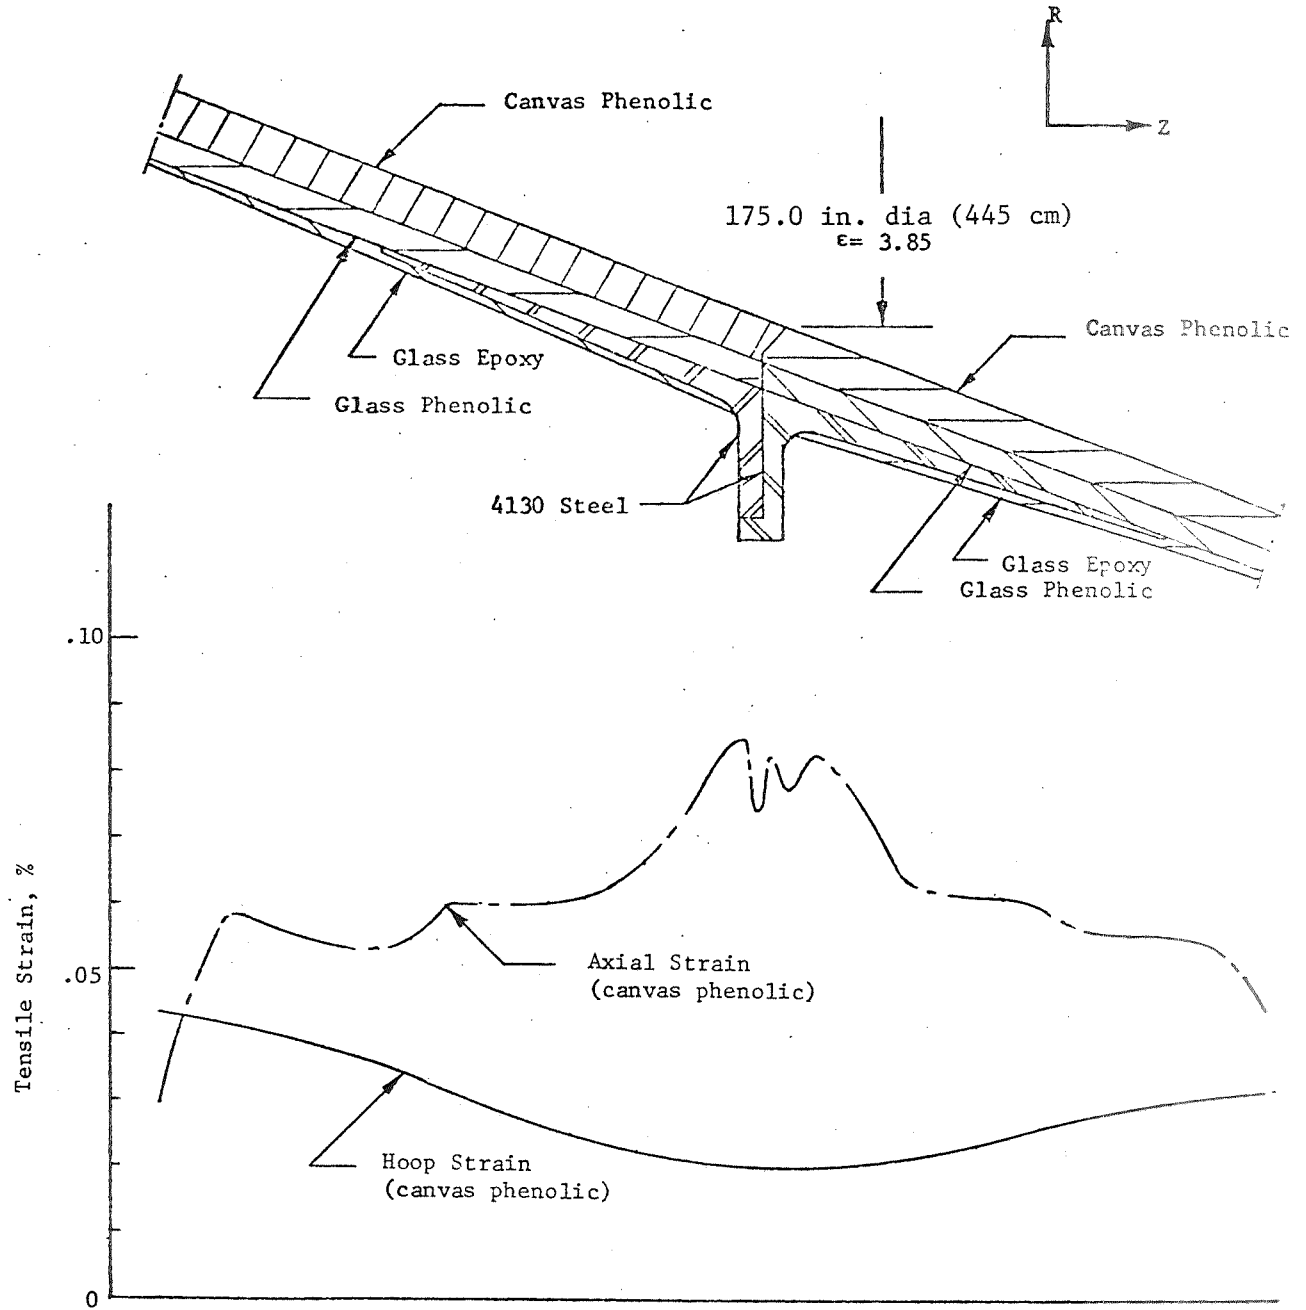 R
Canvas Phenolic
Z
175.0 in. dia (445 cm)
ε= 3.85
Canvas Phenolic
Glass Epoxy
Glass Phenolic
4130 Steel
Glass Epoxy
Glass Phenolic
.10
Axial Strain
(canvas phenolic)
.05
Tensile Strain, %
Hoop Strain
(canvas phenolic)
0